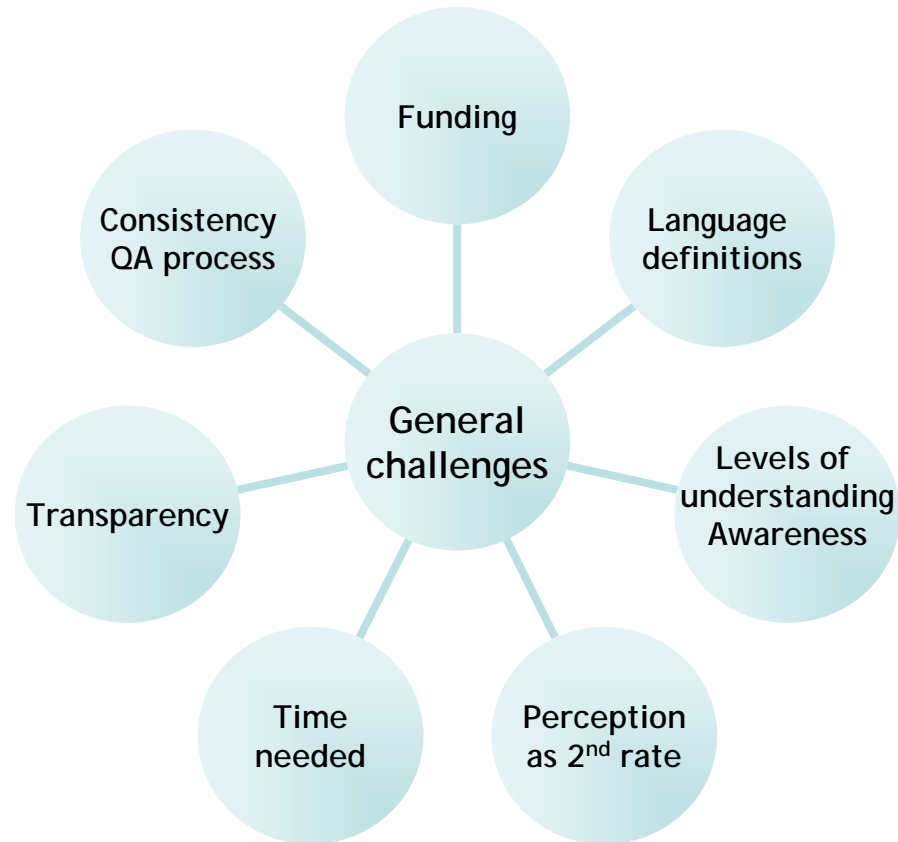 Funding
Consistency
QA process
Language
definitions
General
challenges
Levels of
understanding
Awareness
Transparency
Time
needed
Perception
as 2nd rate